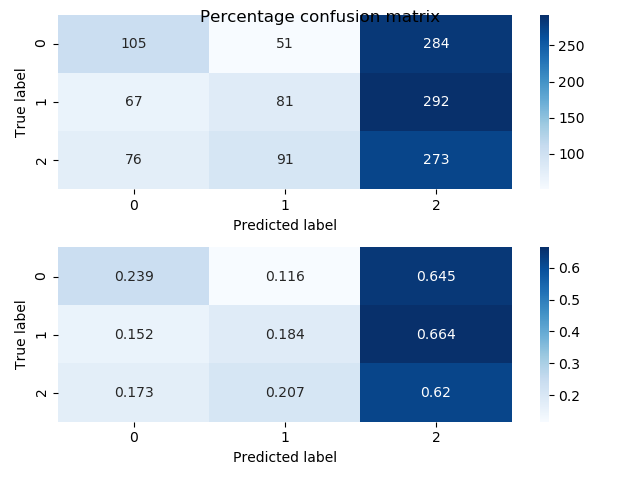 Percentage confusion matrix
True label
0 105 51 284 250
1 67 81 292 200
150
2 76 91 273 100
0 1 2
Predicted label
True label
0 0.239 0.116 0.645 0.6
0.5
1 0.152 0.184 0.664 0.4
0.3
2 0.173 0.207 0.62 0.2
0 1 2
Predicted label